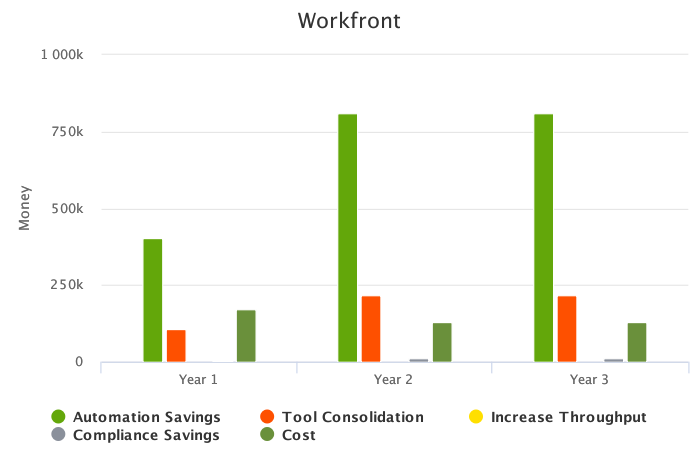 Workfront
1 000k
750k
500k
250k
0
Money
Year 1
Year 2
Year 3
Automation Savings
Tool Consolidation
Increase Throughput
Compliance Savings
Cost